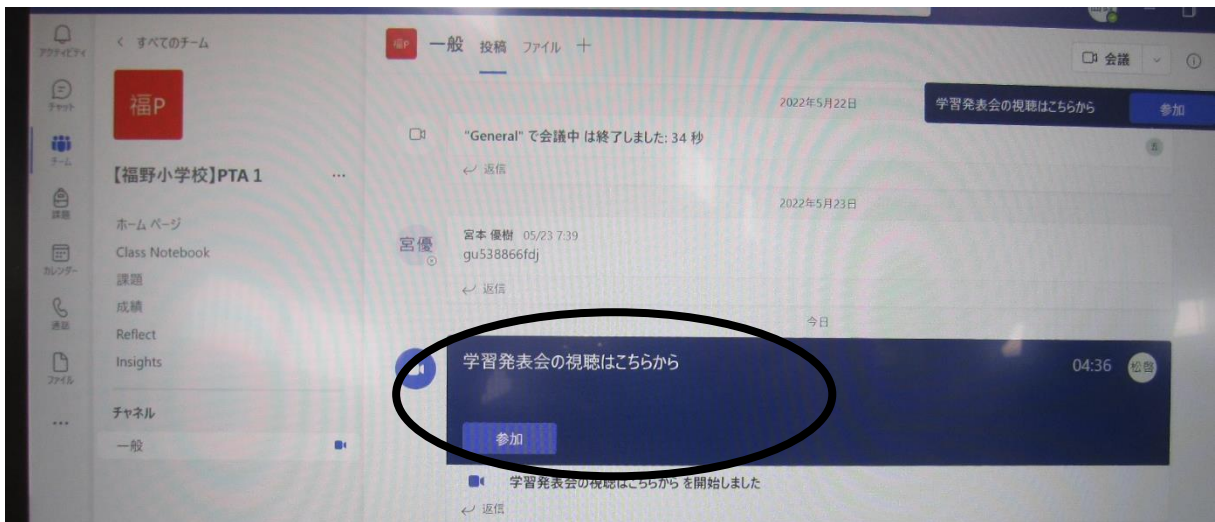 アクティビティ
チャット
チーム
課題
カレンダー
通話
ファイル
…
< すべてのチーム
福P
【福野小学校】PTA 1 …
ホーム ページ
Class Notebook
課題
成績
Reflect
Insights
チャネル
一般
福P 一般 投稿 ファイル +
会議
学習発表会の視聴はこちらから 参加
2022年5月22日
"General" で会議中 は終了しました: 34 秒
返信
2022年5月23日
宮優 宮本 優樹 05/23 7:39
gu538866fdj
返信
今日
学習発表会の視聴はこちらから 04:36
参加
学習発表会の視聴はこちらから を開始しました
返信